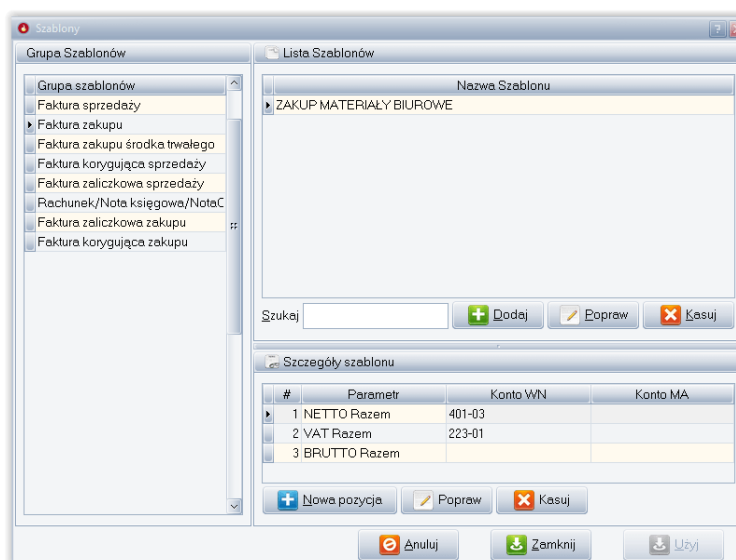 Szablony
Grupa Szablonów
Grupa szablonów
Faktura sprzedaży
Faktura zakupu
Faktura zakupu środka trwałego
Faktura korygująca sprzedaży
Faktura zaliczkowa sprzedaży
Rachunek/Nota księgowa/NotaC
Faktura zaliczkowa zakupu
Faktura korygująca zakupu
Lista Szablonów
Nazwa Szablonu
ZAKUP MATERIAŁY BIUROWE
Szukaj Dodaj Popraw Kasuj
Szczegóły szablonu
# Parametr Konto WN Konto MA
1 NETTO Razem 401-03
2 VAT Razem 223-01
3 BRUTTO Razem
Nowa pozycja Popraw Kasuj
Anuluj Zamknij Użyj